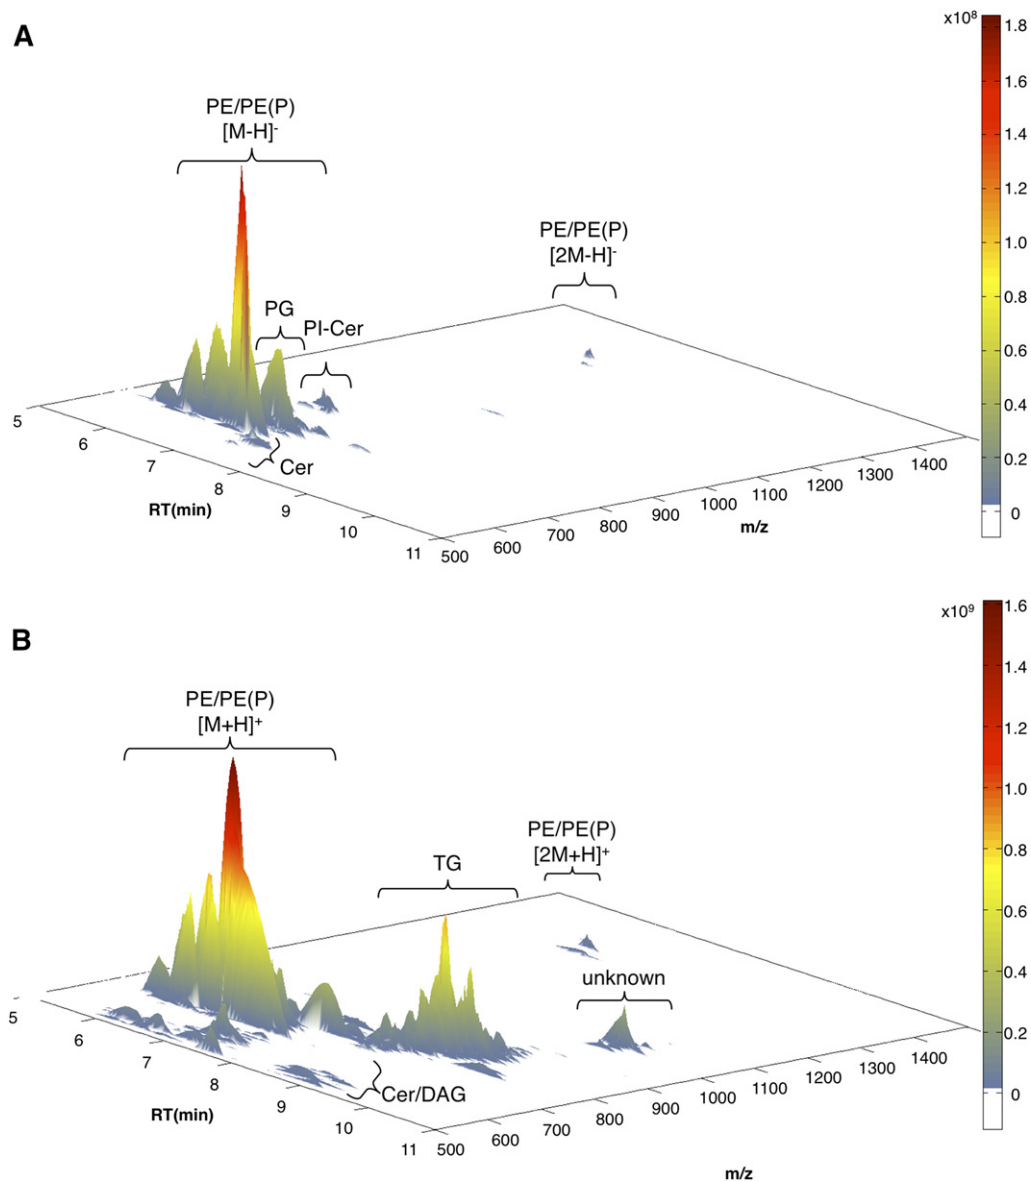 A
x10⁸
1.8
1.6
1.4
1.2
1.0
0.8
0.6
0.4
0.2
0
PE/PE(P)
[M-H]⁻
PE/PE(P)
[2M-H]⁻
PG
PI-Cer
Cer
5
6
7
8
9
10
11
RT(min)
500
600
700
800
900
1000
1100
1200
1300
1400
m/z
B
x10⁹
1.6
1.4
1.2
1.0
0.8
0.6
0.4
0.2
0
PE/PE(P)
[M+H]⁺
PE/PE(P)
[2M+H]⁺
TG
unknown
Cer/DAG
5
6
7
8
9
10
11
RT(min)
500
600
700
800
900
1000
1100
1200
1300
1400
m/z